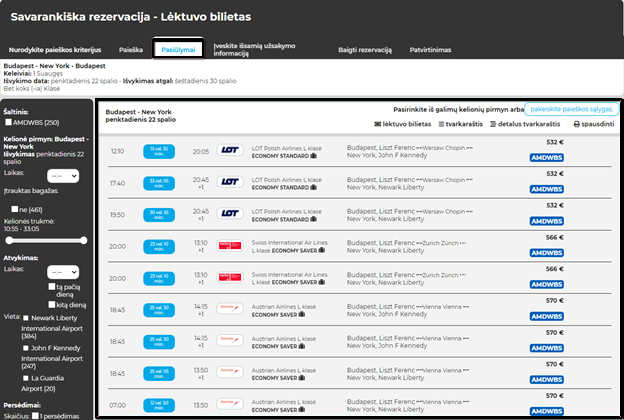 Savarankiška rezervacija - Lėktuvo bilietas
Nurodykite paieškos kriterijus
Paieška
Pasiūlymai
Įveskite išsamią užsakymo
informaciją
Baigti rezervaciją
Patvirtinimas
Budapest - New York - Budapest
Keleiviai: 1 Suaugęs
Išvykimo data: penktadienis 22 spalio - Išvykimas atgal: šeštadienis 30 spalio
Bet koks (-ia) Klasė
Šaltinis:
AMDWBS (250)
Kelionė pirmyn: Budapest -
New York
Išvykimas penktadienis 22
spalio
Laikas:
--:--
Įtrauktas bagažas:
ne (461)
Kelionės trukmė:
10:55 - 33:05
Atvykimas:
Laikas:
--:--
tą pačią
dieną
kitą dieną
Vieta:
Newark Liberty
International Airport
(384)
John F Kennedy
International Airport
(247)
La Guardia
Airport (20)
Persėdimai:
Skaičius: 1 persėdimas
Budapest - New York
penktadienis 22 spalio
Pasirinkite iš galimų kelionių pirmyn arba
pakeiskite paieškos sąlygas.
lėktuvo bilietas
tvarkaraštis
detalus tvarkaraštis
spausdinti
12:10
13 val 55
min.
20:05
LOT
LOT Polish Airlines L klasė
ECONOMY STANDARD
Budapest, Liszt Ferenc Warsaw Chopin
New York, John F Kennedy
532 €
AMDWBS
17:40
33 val 05
min.
20:45
+1
LOT
LOT Polish Airlines L klasė
ECONOMY STANDARD
Budapest, Liszt Ferenc Warsaw Chopin
New York, Newark Liberty
532 €
AMDWBS
19:50
30 val 55
min.
20:45
+1
LOT
LOT Polish Airlines L klasė
ECONOMY STANDARD
Budapest, Liszt Ferenc Warsaw Chopin
New York, Newark Liberty
532 €
AMDWBS
20:00
23 val 10
min.
13:10
+1
Swiss International Air Lines
L klasė ECONOMY SAVER
Budapest, Liszt Ferenc Zurich Zürich
New York, Newark Liberty
566 €
AMDWBS
20:00
23 val 10
min.
13:10
+1
Swiss International Air Lines
L klasė ECONOMY SAVER
Budapest, Liszt Ferenc Zurich Zürich
New York, Newark Liberty
566 €
AMDWBS
18:45
25 val 30
min.
14:15
+1
Austrian Airlines L klasė
ECONOMY SAVER
Budapest, Liszt Ferenc Vienna Vienna
New York, John F Kennedy
570 €
AMDWBS
18:45
25 val 30
min.
14:15
+1
Austrian Airlines L klasė
ECONOMY SAVER
Budapest, Liszt Ferenc Vienna Vienna
New York, John F Kennedy
570 €
AMDWBS
18:45
25 val 05
min.
13:50
+1
Austrian Airlines L klasė
ECONOMY SAVER
Budapest, Liszt Ferenc Vienna Vienna
New York, Newark Liberty
570 €
AMDWBS
07:00
12 val 50
min.
13:50
Austrian Airlines L klasė
ECONOMY SAVER
Budapest, Liszt Ferenc Vienna Vienna
New York, Newark Liberty
570 €
AMDWBS